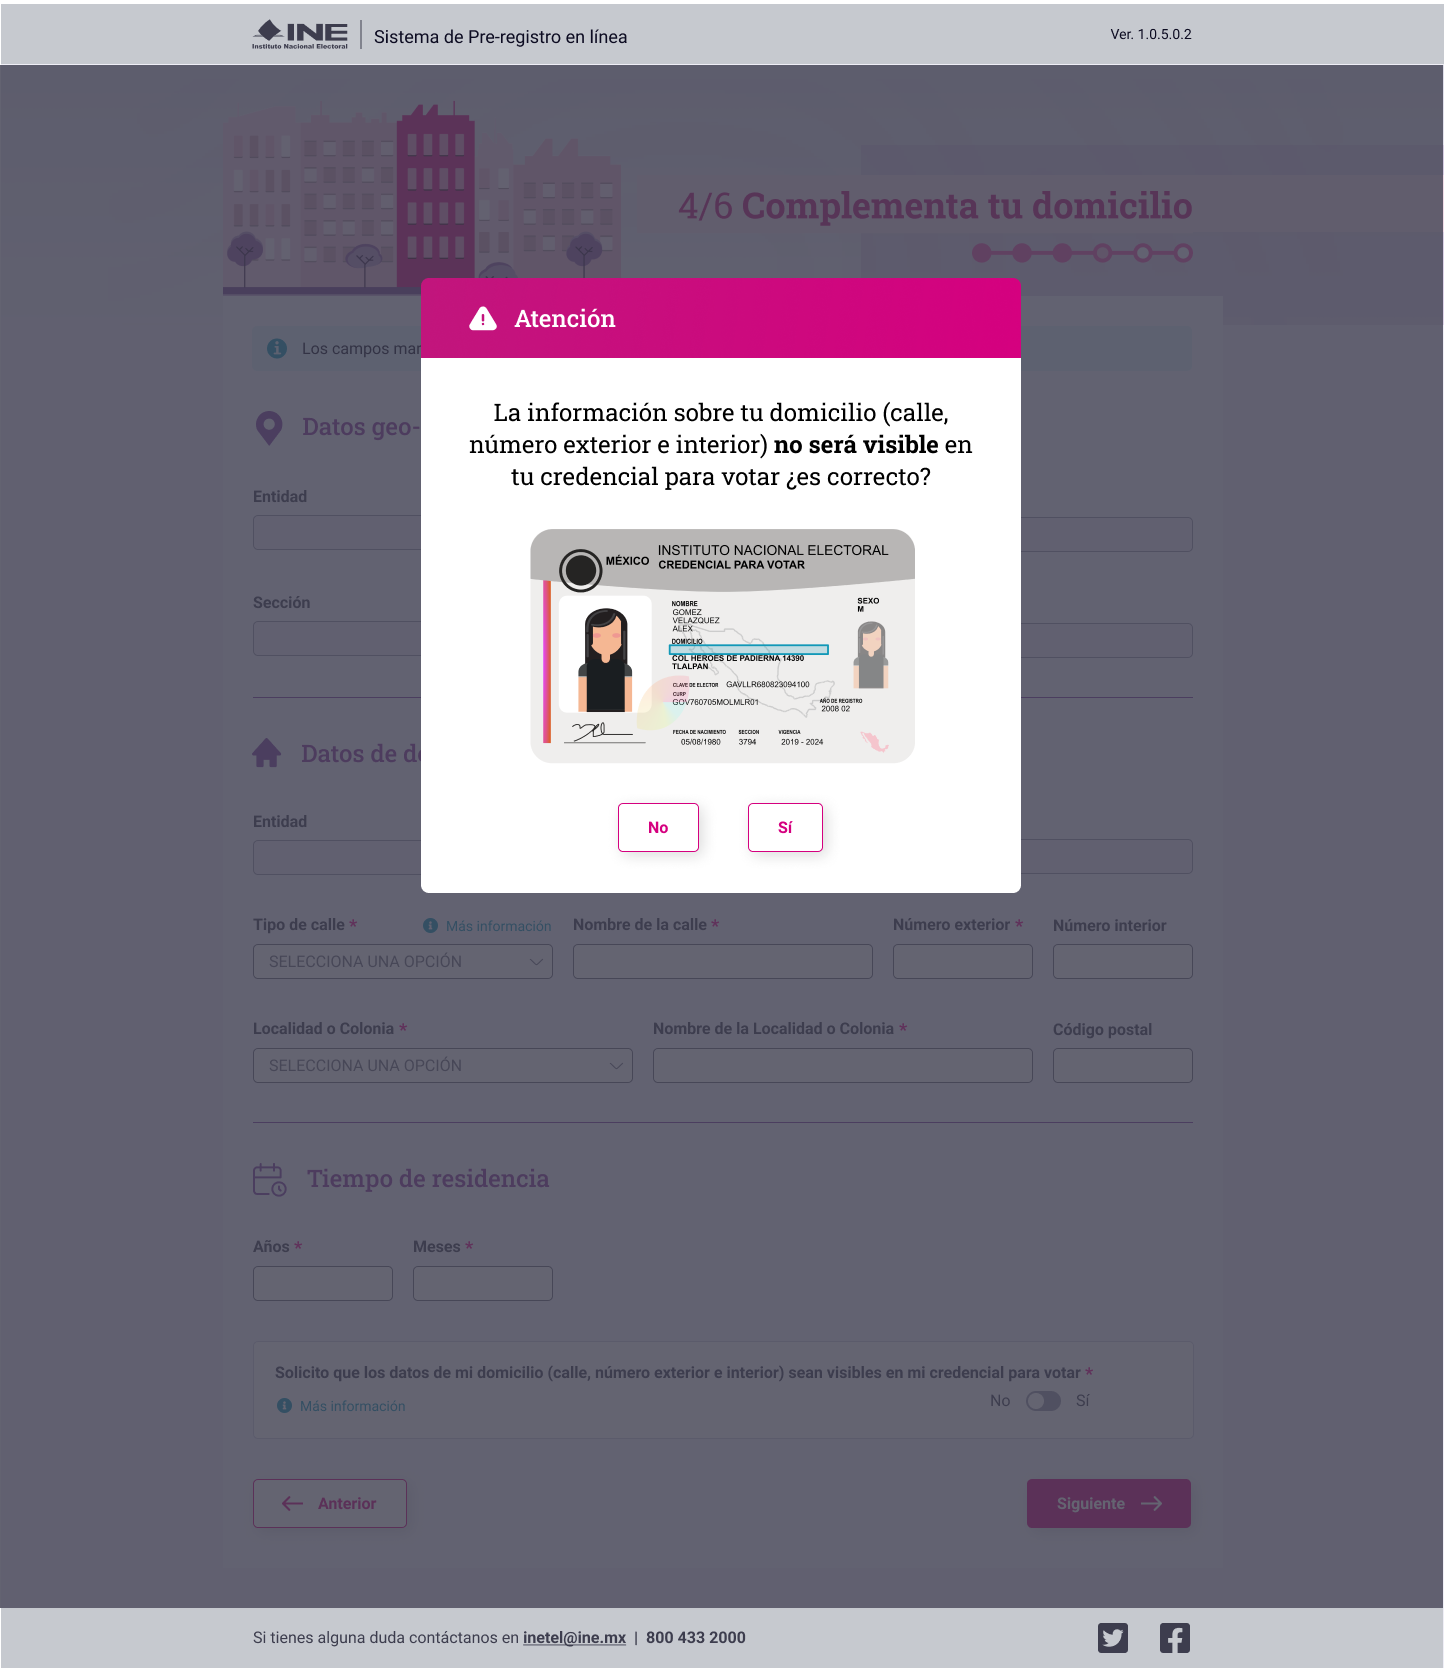 INE
Instituto Nacional Electoral
Sistema de Pre-registro en línea
Ver. 1.0.5.0.2
4/6 Complementa tu domicilio
Atención
Los campos mar
La información sobre tu domicilio (calle,
número exterior e interior) no será visible en
tu credencial para votar ¿es correcto?
Datos geo-
Entidad
Sección
MÉXICO
INSTITUTO NACIONAL ELECTORAL
CREDENCIAL PARA VOTAR
NOMBRE
GOMEZ
VELAZQUEZ
ALEX
SEXO
M
DOMICILIO
COL HEROES DE PADIERNA 14390
TLALPAN
CLAVE DE ELECTOR GAVLLR680823094100
CURP
GOV760705MOLMLR01
AÑO DE REGISTRO
2008 02
FECHA DE NACIMIENTO SECCION VIGENCIA
05/08/1980 3794 2019 - 2024
No Sí
Datos de d
Entidad
Tipo de calle * Más información Nombre de la calle * Número exterior * Número interior
SELECCIONA UNA OPCIÓN
Localidad o Colonia * Nombre de la Localidad o Colonia * Código postal
SELECCIONA UNA OPCIÓN
Tiempo de residencia
Años * Meses *
Solicito que los datos de mi domicilio (calle, número exterior e interior) sean visibles en mi credencial para votar *
Más información No Sí
Anterior Siguiente
Si tienes alguna duda contáctanos en inetel@ine.mx | 800 433 2000